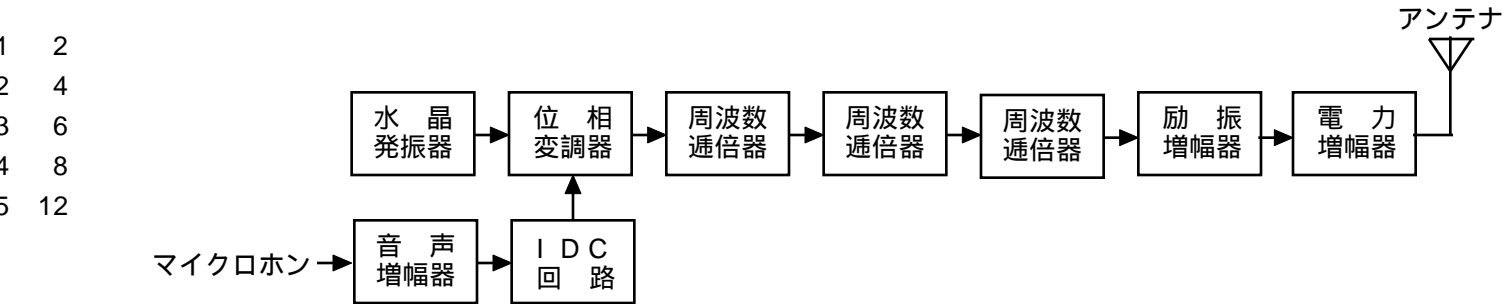 アンテナ
1 2
2 4
3 6
4 8
5 12
水 晶
発振器
位 相
変調器
周波数
逓倍器
周波数
逓倍器
周波数
逓倍器
励 振
増幅器
電 力
増幅器
マイクロホン
音 声
増幅器
I D C
回 路